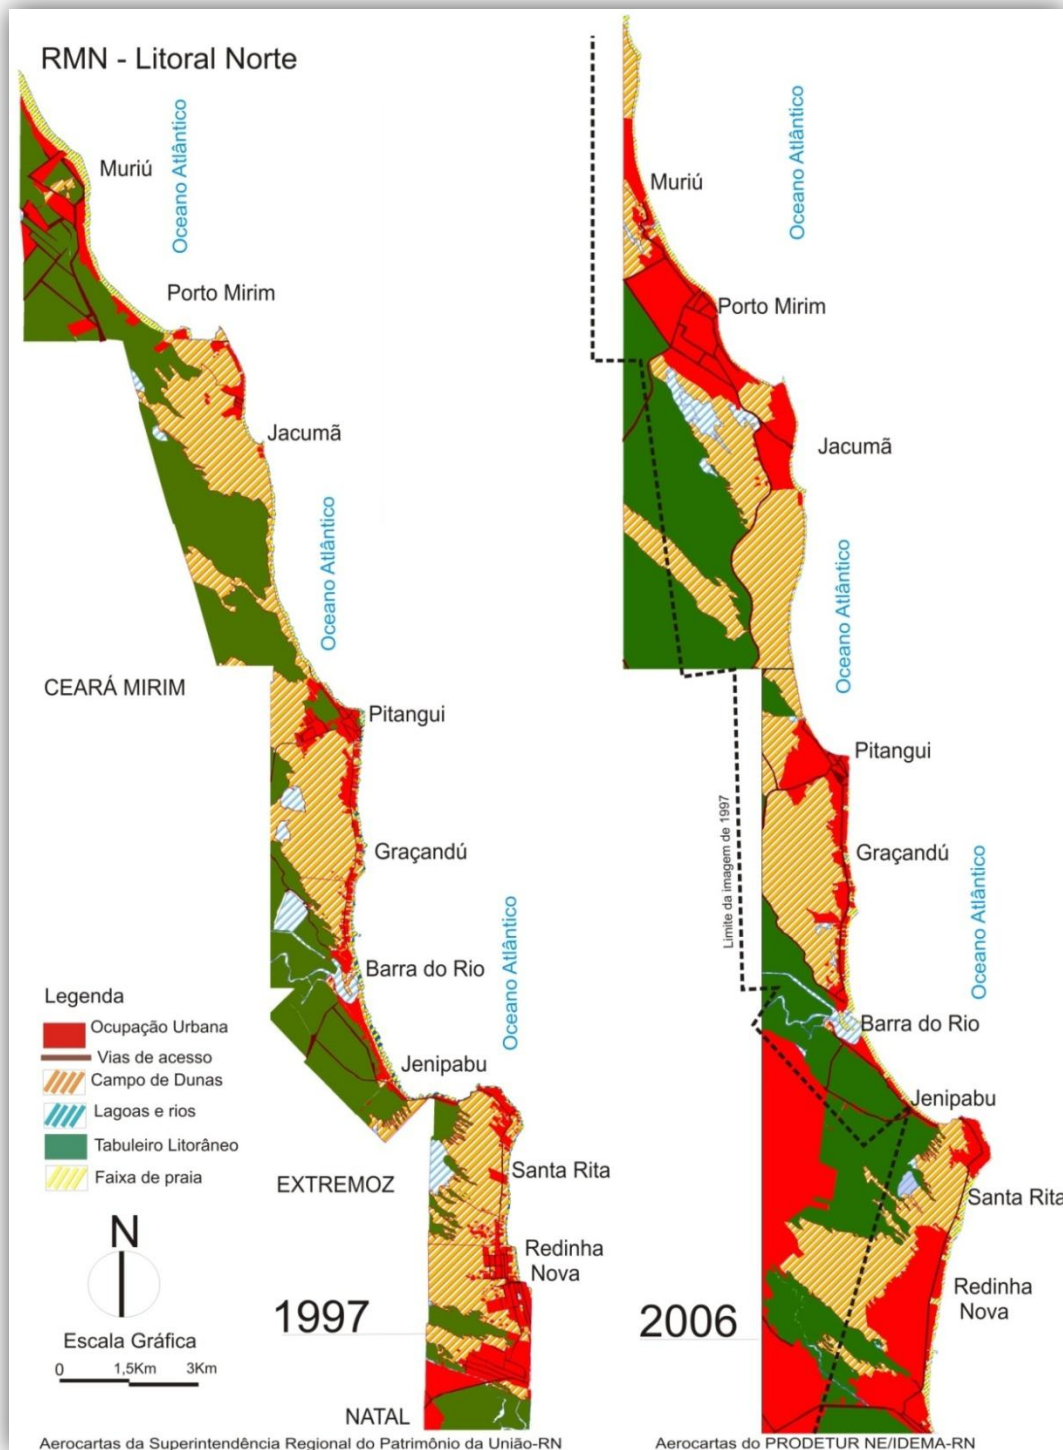 RMN - Litoral Norte
Oceano Atlântico
Muriú
Porto Mirim
Jacumã
Oceano Atlântico
CEARÁ MIRIM
Pitangui
Graçandú
Barra do Rio
Oceano Atlântico
Jenipabu
EXTREMOZ
Santa Rita
Redinha
Nova
1997
NATAL
Legenda
Ocupação Urbana
Vias de acesso
Campo de Dunas
Lagoas e rios
Tabuleiro Litorâneo
Faixa de praia
N
Escala Gráfica
0 1,5Km 3Km
Aerocartas da Superintendência Regional do Patrimônio da União-RN
Oceano Atlântico
Muriú
Porto Mirim
Jacumã
Oceano Atlântico
Pitangui
Limite da imagem de 1997
Graçandú
Oceano Atlântico
Barra do Rio
Jenipabu
Santa Rita
Redinha
Nova
2006
Aerocartas do PRODETUR NE/IDEMA-RN